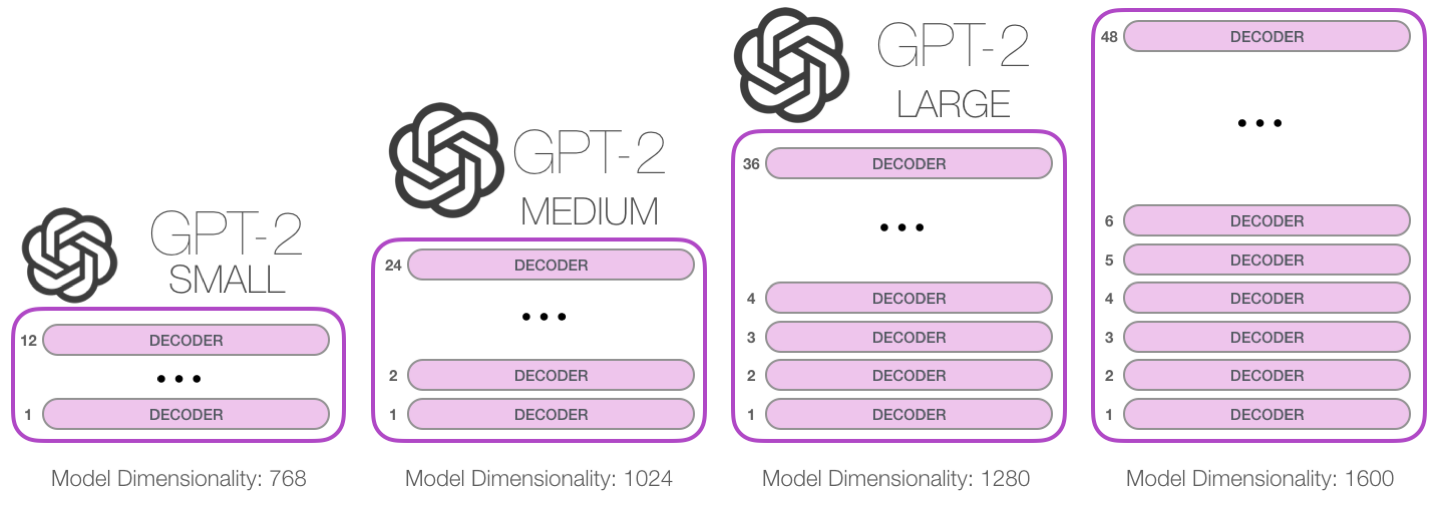 GPT-2
SMALL
12 DECODER
1 DECODER
Model Dimensionality: 768
GPT-2
MEDIUM
24 DECODER
2 DECODER
1 DECODER
Model Dimensionality: 1024
GPT-2
LARGE
36 DECODER
4 DECODER
3 DECODER
2 DECODER
1 DECODER
Model Dimensionality: 1280
48 DECODER
6 DECODER
5 DECODER
4 DECODER
3 DECODER
2 DECODER
1 DECODER
Model Dimensionality: 1600